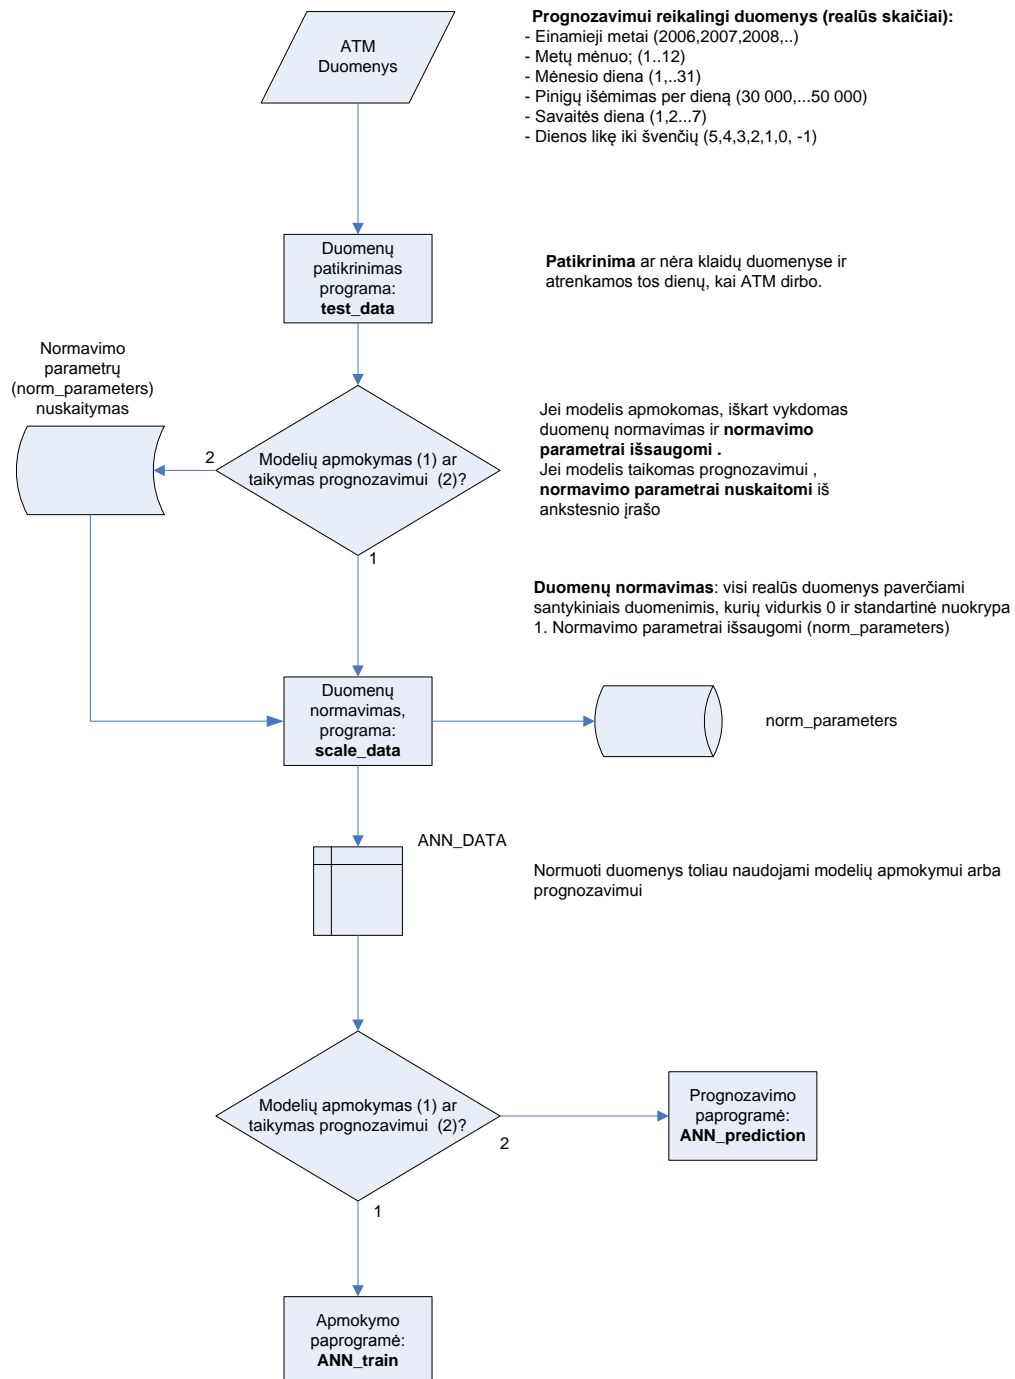 ATM
Duomenys
Prognozavimui reikalingi duomenys (realūs skaičiai):
- Einamieji metai (2006,2007,2008,..)
- Metų mėnuo; (1..12)
- Mėnesio diena (1,..31)
- Pinigų išėmimas per dieną (30 000,...50 000)
- Savaitės diena (1,2...7)
- Dienos likę iki švenčių (5,4,3,2,1,0, -1)
Duomenų
patikrinimas
programa:
test_data
Patikrinima ar nėra klaidų duomenyse ir
atrenkamos tos dienų, kai ATM dirbo.
Normavimo
parametrų
(norm_parameters)
nuskaitymas
2
Modelių apmokymas (1) ar
taikymas prognozavimui (2)?
1
Jei modelis apmokomas, iškart vykdomas
duomenų normavimas ir normavimo
parametrai išsaugomi .
Jei modelis taikomas prognozavimui ,
normavimo parametrai nuskaitomi iš
ankstesnio įrašo
Duomenų normavimas: visi realūs duomenys paverčiami
santykiniais duomenimis, kurių vidurkis 0 ir standartinė nuokrypa
1. Normavimo parametrai išsaugomi (norm_parameters)
Duomenų
normavimas,
programa:
scale_data
norm_parameters
ANN_DATA
Normuoti duomenys toliau naudojami modelių apmokymui arba
prognozavimui
Modelių apmokymas (1) ar
taikymas prognozavimui (2)?
2
1
Prognozavimo
paprogramė:
ANN_prediction
Apmokymo
paprogramė:
ANN_train